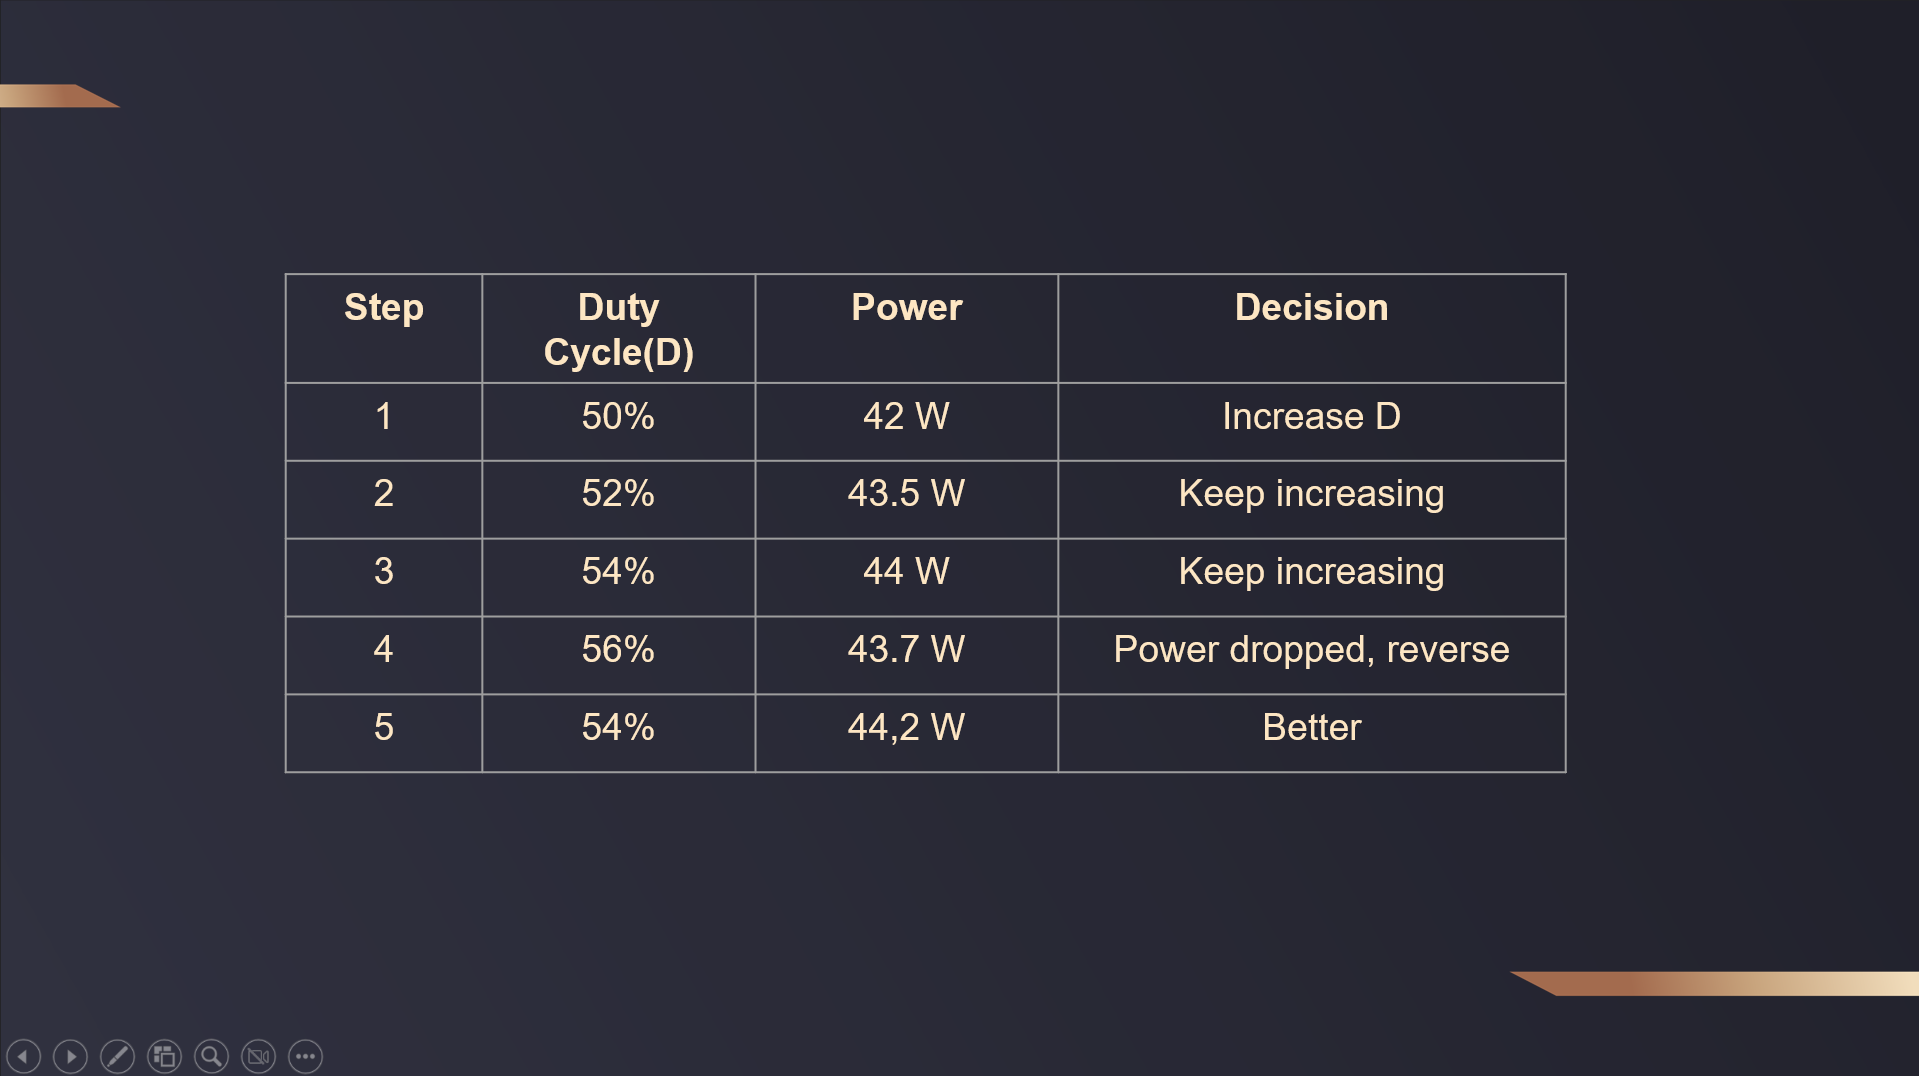 Step Duty Cycle(D) Power Decision
1 50% 42 W Increase D
2 52% 43.5 W Keep increasing
3 54% 44 W Keep increasing
4 56% 43.7 W Power dropped, reverse
5 54% 44,2 W Better